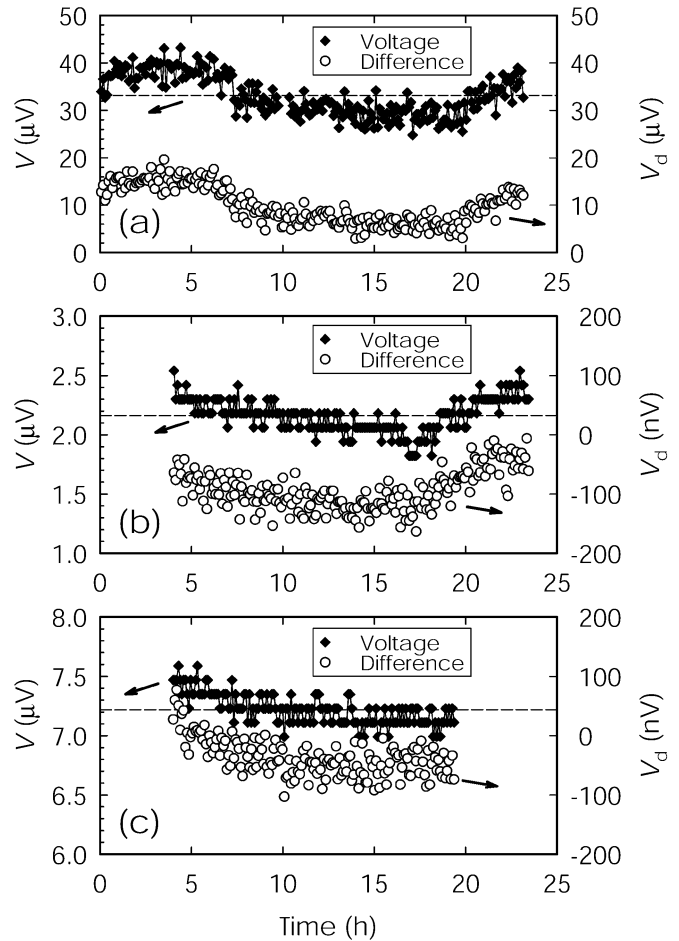 50
40
30
20
10
0
V (μV)
Voltage
Difference
(a)
50
40
30
20
10
0
V_d (μV)
0 5 10 15 20 25
3.0
2.5
2.0
1.5
1.0
V (μV)
Voltage
Difference
(b)
200
100
0
-100
-200
V_d (nV)
0 5 10 15 20 25
8.0
7.5
7.0
6.5
6.0
V (μV)
Voltage
Difference
(c)
200
100
0
-100
-200
V_d (nV)
0 5 10 15 20 25
Time (h)